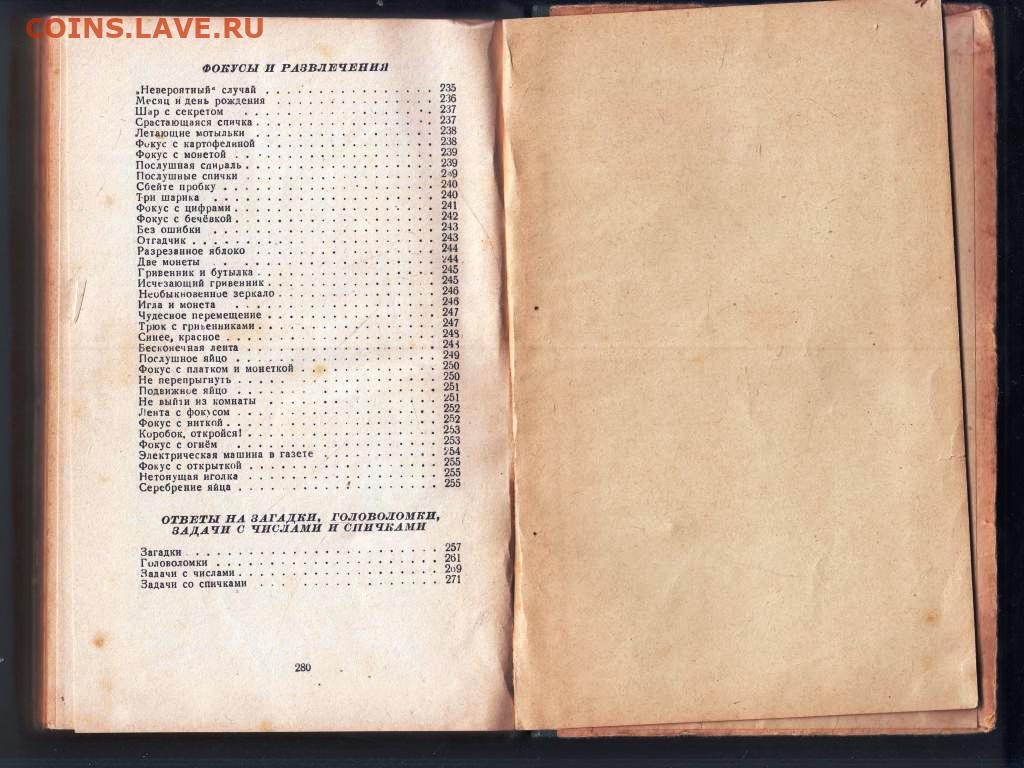 COINS.LAVE.RU
ФОКУСЫ И РАЗВЛЕЧЕНИЯ
„Невероятный“ случай . . . . . . . . . . . . . . . 235
Месяц и день рождения . . . . . . . . . . . . . . . 236
Шар с секретом . . . . . . . . . . . . . . . 237
Срастающаяся спичка . . . . . . . . . . . . . . . 237
Летающие мотыльки . . . . . . . . . . . . . . . 238
Фокус с картофелиной . . . . . . . . . . . . . . . 238
Фокус с монетой . . . . . . . . . . . . . . . 239
Послушная спираль . . . . . . . . . . . . . . . 239
Послушные спички . . . . . . . . . . . . . . . 239
Сбейте пробку . . . . . . . . . . . . . . . 240
Три шарика . . . . . . . . . . . . . . . 240
Фокус с цифрами . . . . . . . . . . . . . . . 241
Фокус с бечёвкой . . . . . . . . . . . . . . . 242
Без ошибки . . . . . . . . . . . . . . . 243
Отгадчик . . . . . . . . . . . . . . . 243
Разрезанное яблоко . . . . . . . . . . . . . . . 244
Две монеты . . . . . . . . . . . . . . . 244
Гривенник и бутылка . . . . . . . . . . . . . . . 245
Исчезающий гривенник . . . . . . . . . . . . . . . 245
Необыкновенное зеркало . . . . . . . . . . . . . . . 246
Игла и монета . . . . . . . . . . . . . . . 246
Чудесное перемещение . . . . . . . . . . . . . . . 247
Трюк с гривенниками . . . . . . . . . . . . . . . 247
Синее, красное . . . . . . . . . . . . . . . 248
Бесконечная лента . . . . . . . . . . . . . . . 248
Послушное яйцо . . . . . . . . . . . . . . . 249
Фокус с платком и монеткой . . . . . . . . . . . . . . . 250
Не перепрыгнуть . . . . . . . . . . . . . . . 250
Подвижное яйцо . . . . . . . . . . . . . . . 251
Не выйти из комнаты . . . . . . . . . . . . . . . 251
Лента с фокусом . . . . . . . . . . . . . . . 252
Фокус с ниткой . . . . . . . . . . . . . . . 252
Коробок, откройся! . . . . . . . . . . . . . . . 253
Фокус с огнём . . . . . . . . . . . . . . . 253
Электрическая машина в газете . . . . . . . . . . . . . . . 254
Фокус с открыткой . . . . . . . . . . . . . . . 255
Нетонущая иголка . . . . . . . . . . . . . . . 255
Серебрение яйца . . . . . . . . . . . . . . . 255
ОТВЕТЫ НА ЗАГАДКИ, ГОЛОВОЛОМКИ,
ЗАДАЧИ С ЧИСЛАМИ И СПИЧКАМИ
Загадки . . . . . . . . . . . . . . . 257
Головоломки . . . . . . . . . . . . . . . 261
Задачи с числами . . . . . . . . . . . . . . . 269
Задачи со спичками . . . . . . . . . . . . . . . 271
280